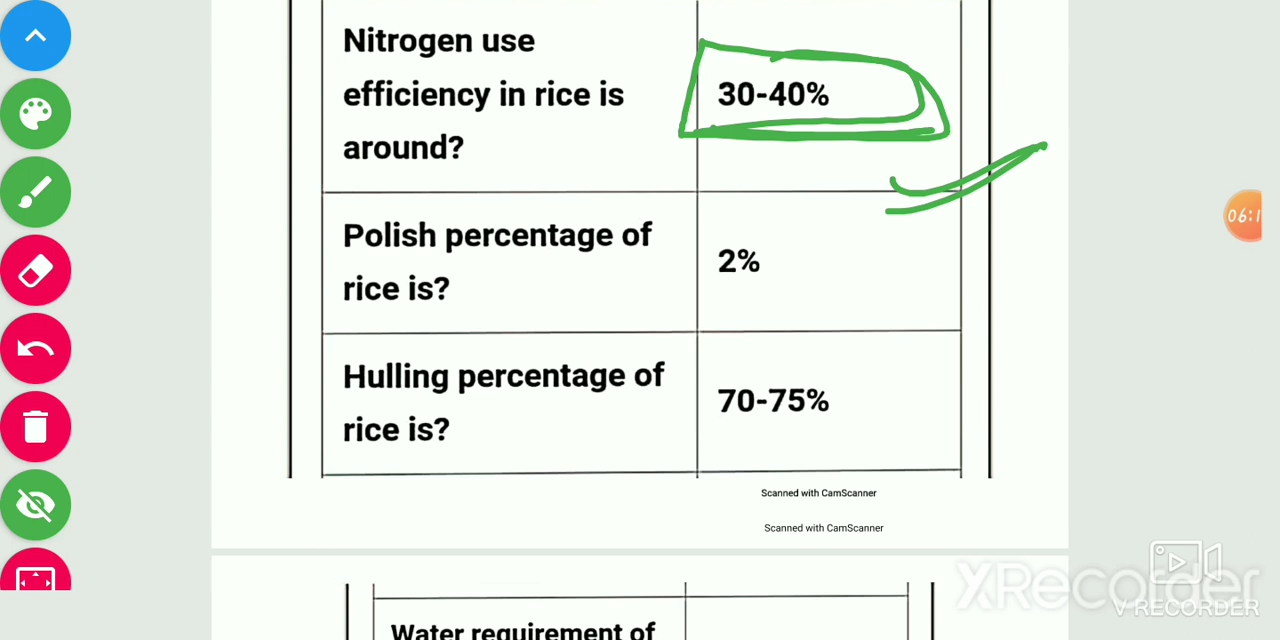 Nitrogen use
efficiency in rice is
around?
30-40%
Polish percentage of
rice is?
2%
Hulling percentage of
rice is?
70-75%
Scanned with CamScanner
Scanned with CamScanner
Water requirement of
06:1
XRecorder
V RECORDER